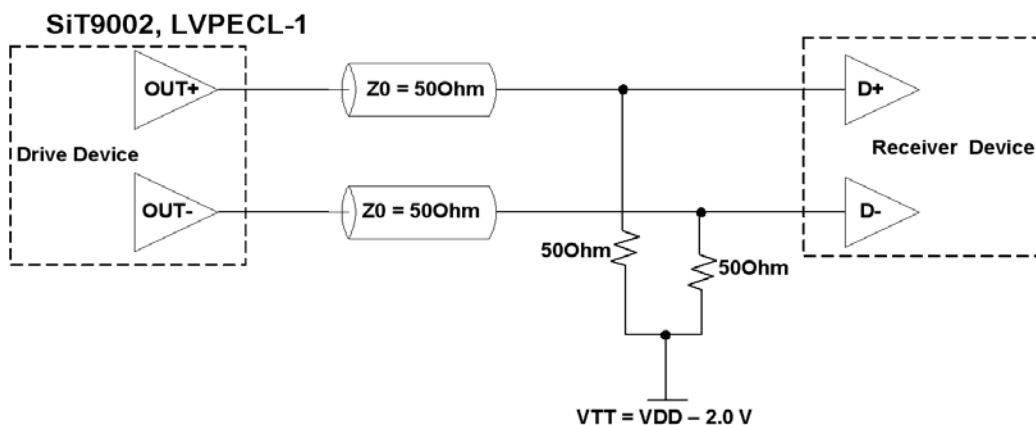 SiT9002, LVPECL-1
OUT+
Z0 = 50Ohm
D+
Drive Device
Receiver Device
OUT-
Z0 = 50Ohm
D-
50Ohm
50Ohm
VTT = VDD – 2.0 V